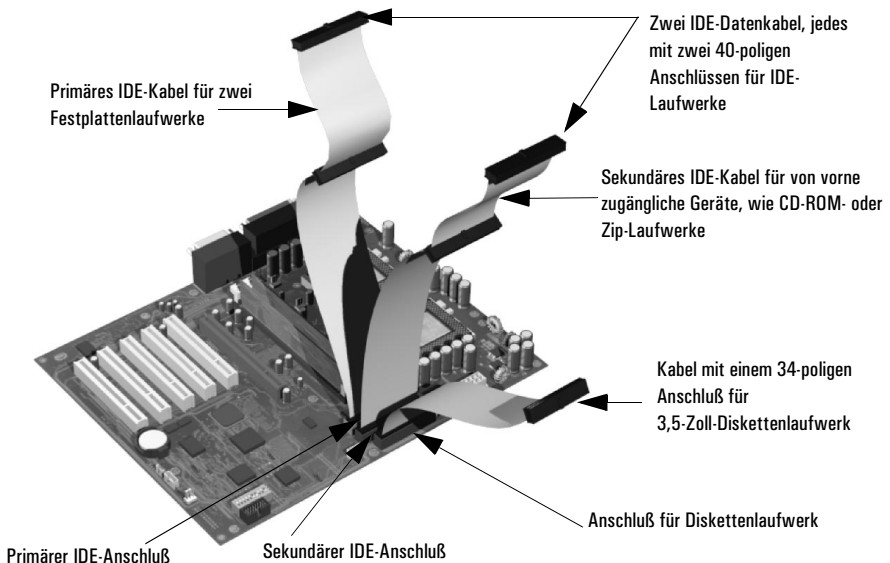 Zwei IDE-Datenkabel, jedes
mit zwei 40-poligen
Anschlüssen für IDE-
Laufwerke
Primäres IDE-Kabel für zwei
Festplattenlaufwerke
Sekundäres IDE-Kabel für von vorne
zugängliche Geräte, wie CD-ROM- oder
Zip-Laufwerke
Kabel mit einem 34-poligen
Anschluß für
3,5-Zoll-Diskettenlaufwerk
Anschluß für Diskettenlaufwerk
Sekundärer IDE-Anschluß
Primärer IDE-Anschluß